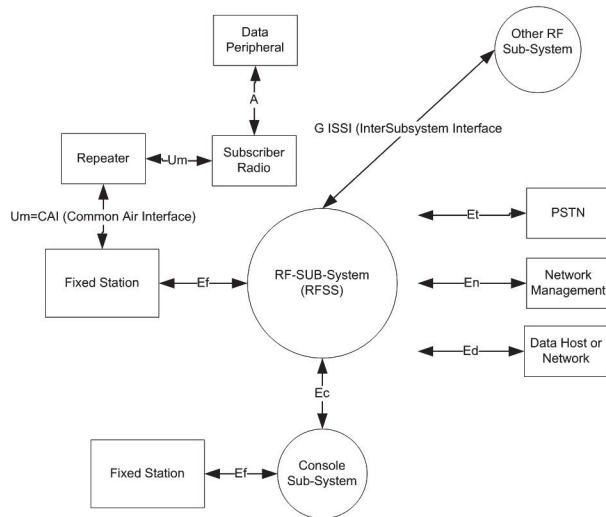 Data
Peripheral
Other RF
Sub-System
A
G ISSI (InterSubsystem Interface
Repeater
Um
Subscriber
Radio
Um=CAI (Common Air Interface)
Et
PSTN
Fixed Station
Ef
RF-SUB-System
(RFSS)
En
Network
Management
Ed
Data Host or
Network
Ec
Fixed Station
Ef
Console
Sub-System